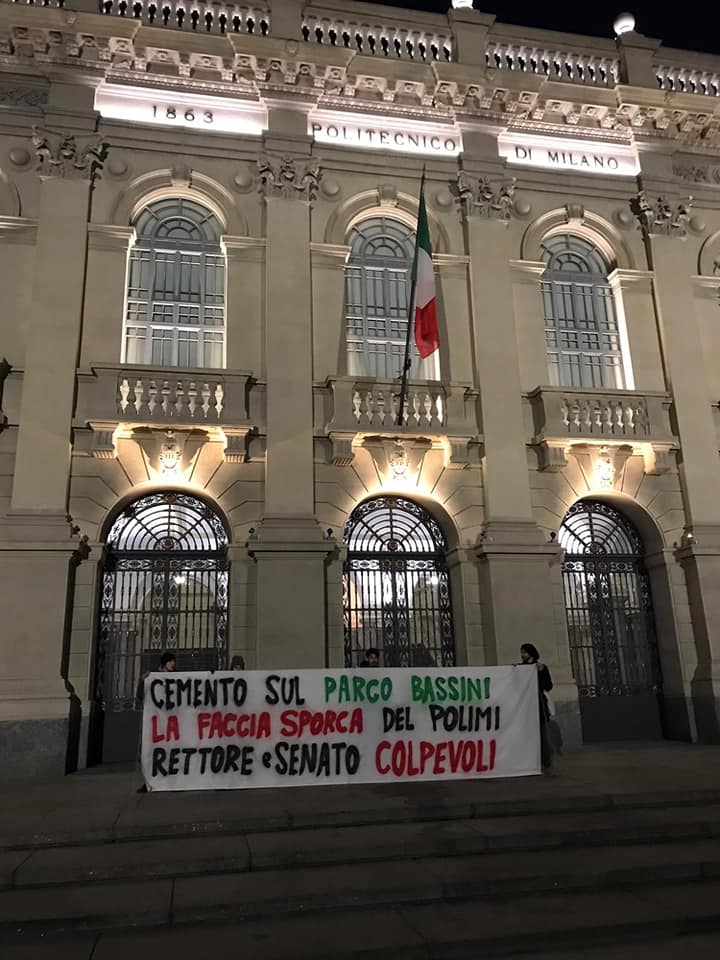 1863
POLITECNICO
DI MILANO
CEMENTO SUL PARCO BASSINI
LA FACCIA SPORCA DEL POLIMI
RETTORE e SENATO COLPEVOLI